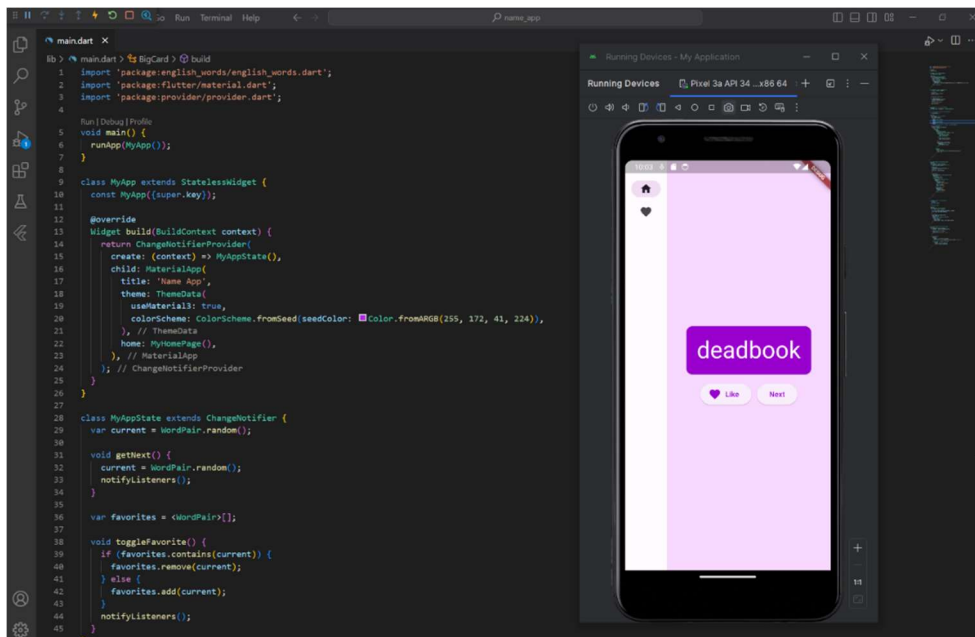 Run Terminal Help
name_app
main.dart
lib > main.dart > BigCard > build
1 import 'package:english_words/english_words.dart';
2 import 'package:flutter/material.dart';
3 import 'package:provider/provider.dart';
4
Run | Debug | Profile
5 void main() {
6 runApp(MyApp());
7 }
8
9 class MyApp extends StatelessWidget {
10 const MyApp({super.key});
11
12 @override
13 Widget build(BuildContext context) {
14 return ChangeNotifierProvider(
15 create: (context) => MyAppState(),
16 child: MaterialApp(
17 title: 'Name App',
18 theme: ThemeData(
19 useMaterial3: true,
20 colorScheme: ColorScheme.fromSeed(seedColor: Color.fromARGB(255, 172, 41, 224)),
21 ), // ThemeData
22 home: MyHomePage(),
23 ), // MaterialApp
24 ); // ChangeNotifierProvider
25 }
26 }
27
28 class MyAppState extends ChangeNotifier {
29 var current = WordPair.random();
30
31 void getNext() {
32 current = WordPair.random();
33 notifyListeners();
34 }
35
36 var favorites = <WordPair>[];
37
38 void toggleFavorite() {
39 if (favorites.contains(current)) {
40 favorites.remove(current);
41 } else {
42 favorites.add(current);
43 }
44 notifyListeners();
45 }
Running Devices - My Application
Running Devices
Pixel 3a API 34 ...x86 64
10:03
deadbook
Like
Next
1:1